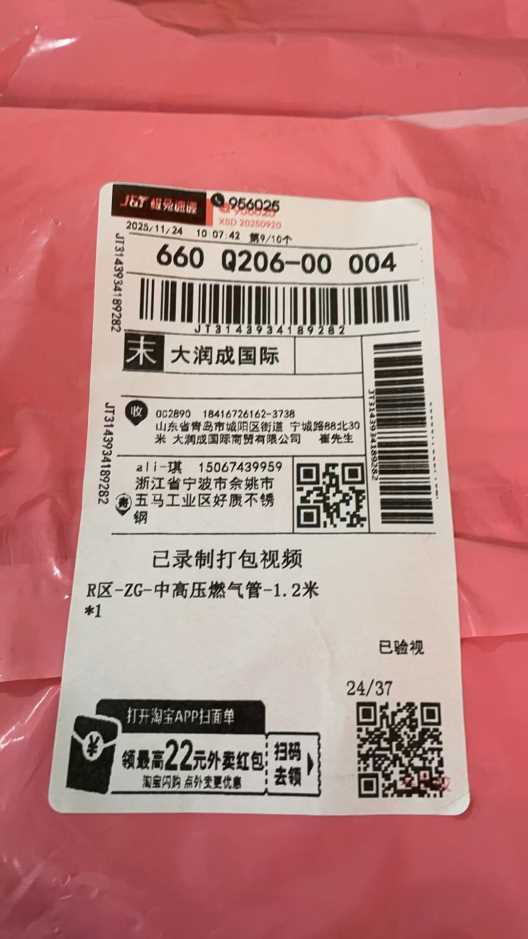 J&T 极兔速递 956025
XSD 20250920
2025/11/24 10:07:42 第9/10个
660 Q206-00 004
JT3143934189282
JT3143934189282
末 大润成国际
JT3143934189282
JT3143934189282
收 002890 18416726162-3738
山东省青岛市城阳区街道 宁城路88北30
米 大润成国际商贸有限公司 崔先生
ali-琪 15067439959
浙江省宁波市余姚市
寄 五马工业区好质不锈
钢
已录制打包视频
R区-ZG-中高压燃气管-1.2米
*1
已验视
24/37
打开淘宝APP扫面单
领最高22元外卖红包
淘宝闪购 点外卖更优惠
扫码
去领